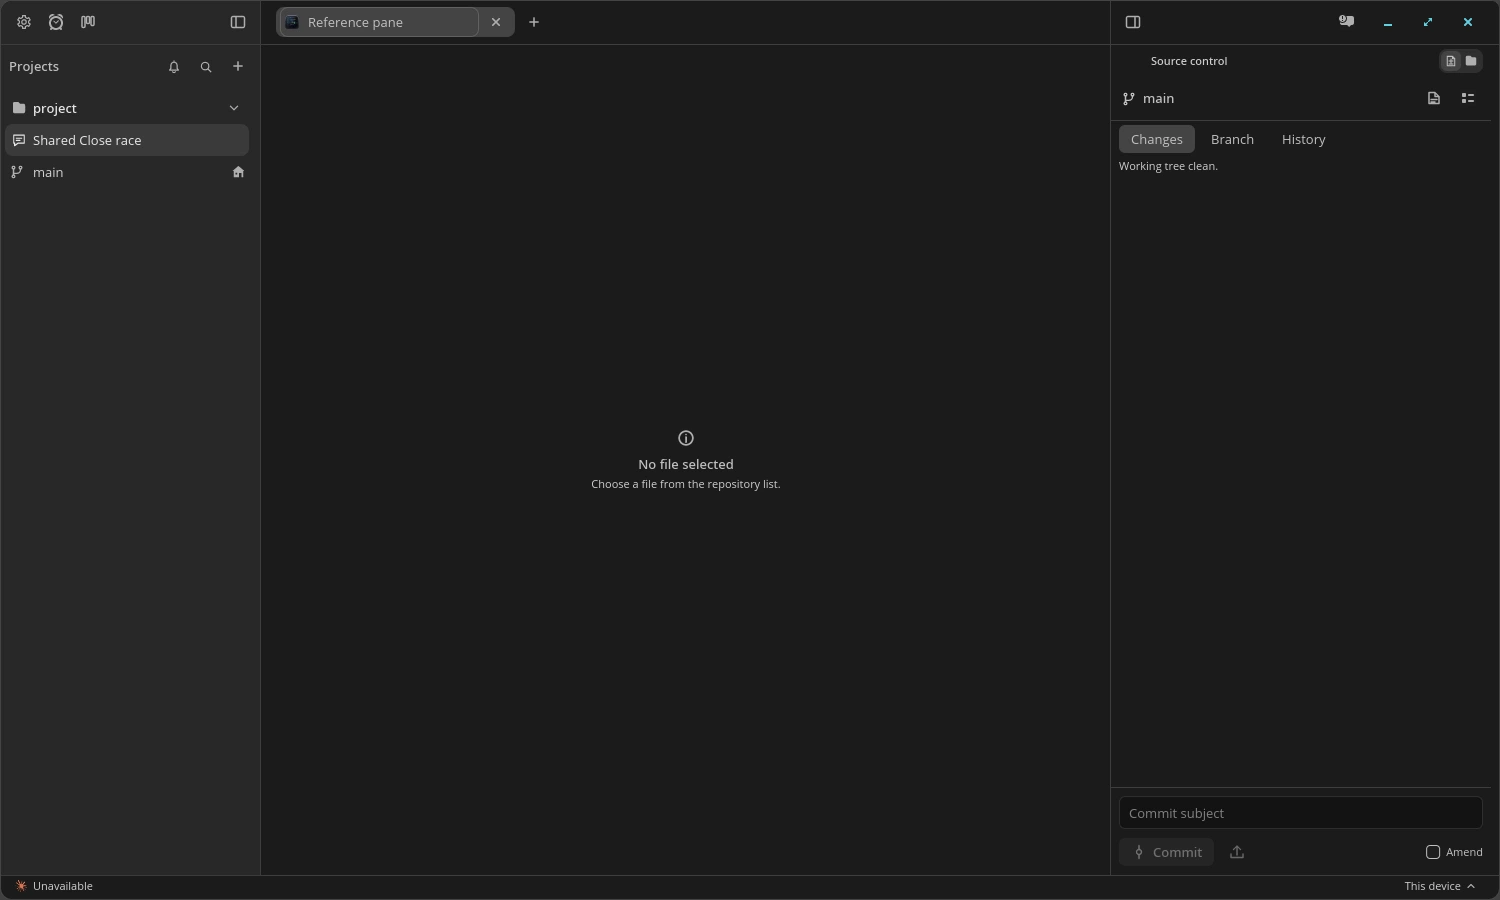 Reference pane
Projects
project
Shared Close race
main
No file selected
Choose a file from the repository list.
Source control
main
Changes Branch History
Working tree clean.
Commit subject
Commit
Amend
Unavailable
This device